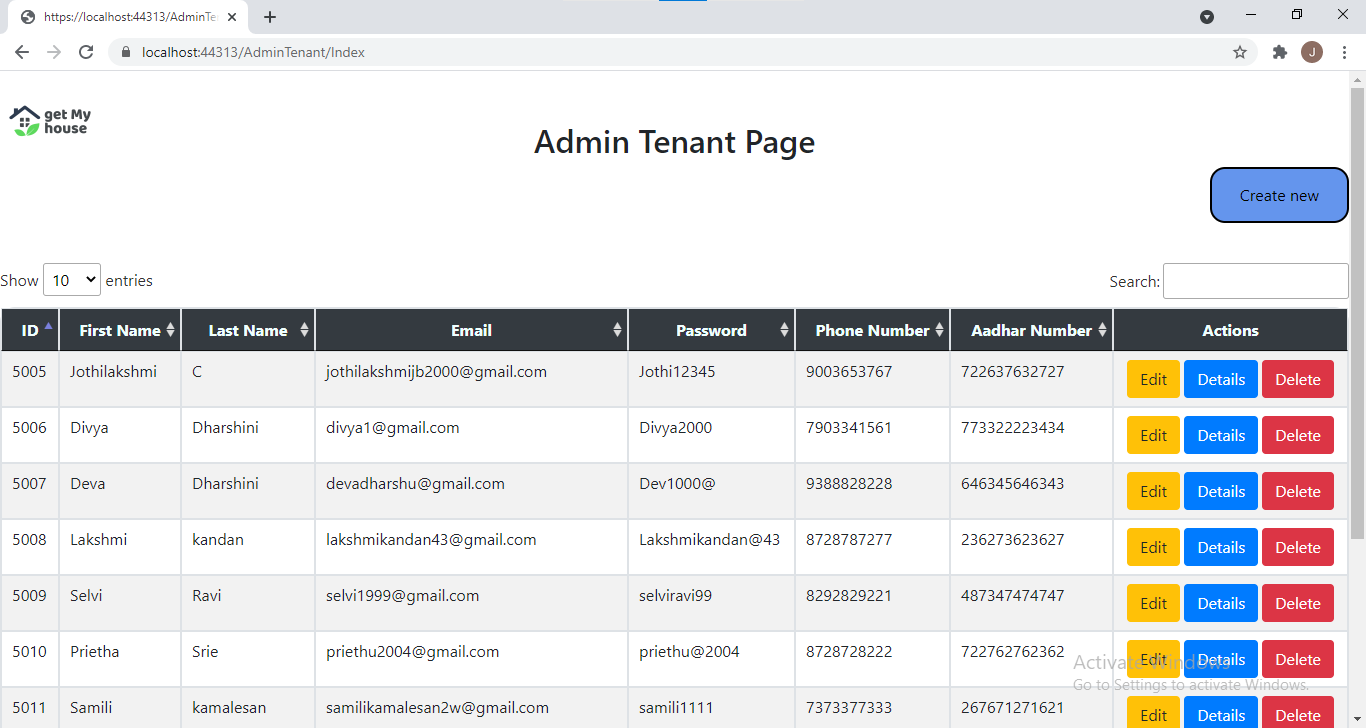 https://localhost:44313/AdminTe
localhost:44313/AdminTenant/Index
J
get My
house
Admin Tenant Page
Create new
Show 10 entries Search:
ID First Name Last Name Email Password Phone Number Aadhar Number Actions
5005 Jothilakshmi C jothilakshmijb2000@gmail.com Jothi12345 9003653767 722637632727 Edit Details Delete
5006 Divya Dharshini divya1@gmail.com Divya2000 7903341561 773322223434 Edit Details Delete
5007 Deva Dharshini devadharshu@gmail.com Dev1000@ 9388828228 646345646343 Edit Details Delete
5008 Lakshmi kandan lakshmikandan43@gmail.com Lakshmikandan@43 8728787277 236273623627 Edit Details Delete
5009 Selvi Ravi selvi1999@gmail.com selviravi99 8292829221 487347474747 Edit Details Delete
5010 Prietha Srie priethu2004@gmail.com priethu@2004 8728728222 722762762362 Edit Details Delete
Activate Windows
Go to Settings to activate Windows.
5011 Samili kamalesan samilikamalesan2w@gmail.com samili1111 7373377333 267671271621 Edit Details Delete